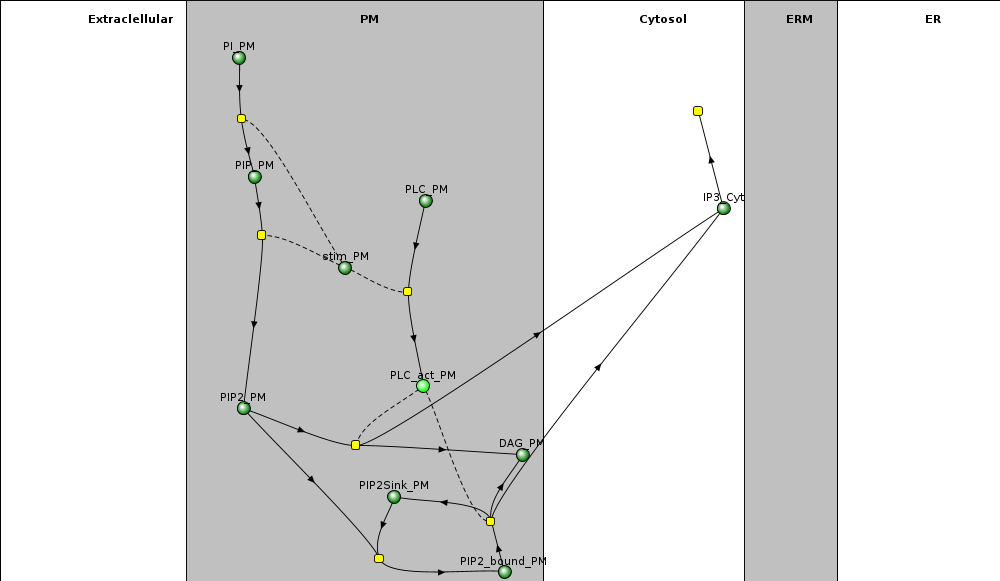 Extraclellular
PM
Cytosol
ERM
ER
PI_PM
PIP_PM
PLC_PM
IP3_Cyt
stim_PM
PLC_act_PM
PIP2_PM
DAG_PM
PIP2Sink_PM
PIP2_bound_PM